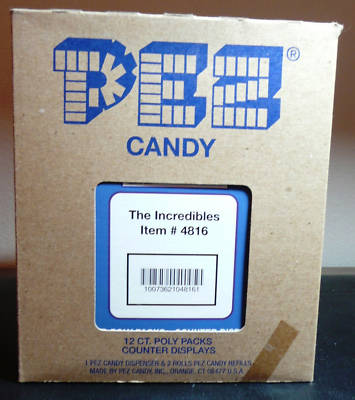 PEZ®
CANDY
The Incredibles
Item # 4816
10073621048161
12 CT. POLY PACKS
COUNTER DISPLAYS
1 PEZ CANDY DISPENSER & 3 ROLLS PEZ CANDY REFILLS
MADE BY PEZ CANDY, INC., ORANGE, CT 06477 U.S.A.